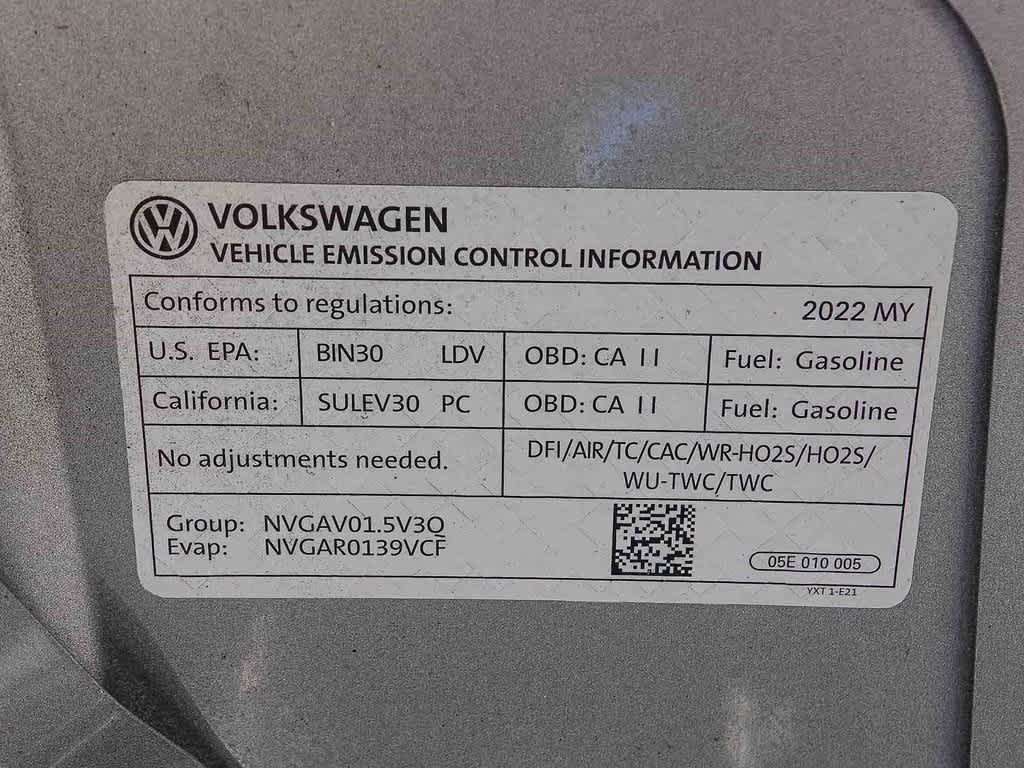 VOLKSWAGEN
VEHICLE EMISSION CONTROL INFORMATION
Conforms to regulations: 2022 MY
U.S. EPA: BIN30 LDV OBD: CA II Fuel: Gasoline
California: SULEV30 PC OBD: CA II Fuel: Gasoline
No adjustments needed.
DFI/AIR/TC/CAC/WR-HO2S/HO2S/
WU-TWC/TWC
Group: NVGAV01.5V3Q
Evap: NVGAR0139VCF
05E 010 005
YXT 1-E21